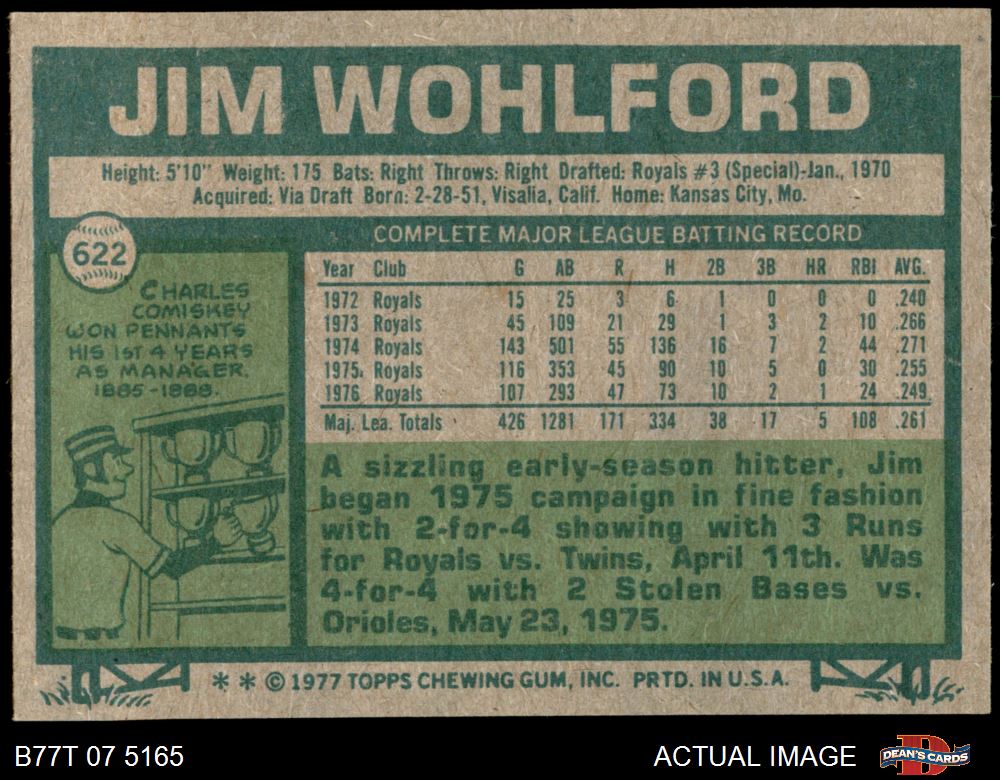 JIM WOHLFORD
Height: 5'10" Weight: 175 Bats: Right Throws: Right Drafted: Royals #3 (Special)-Jan., 1970
Acquired: Via Draft Born: 2-28-51, Visalia, Calif. Home: Kansas City, Mo.
622
CHARLES
COMISKEY
WON PENNANTS
HIS 1ST 4 YEARS
AS MANAGER.
1885-1888.
COMPLETE MAJOR LEAGUE BATTING RECORD
Year Club G AB R H 2B 3B HR RBI AVG.
1972 Royals 15 25 3 6 1 0 0 0 .240
1973 Royals 45 109 21 29 1 3 2 10 .266
1974 Royals 143 501 55 136 16 7 2 44 .271
1975 Royals 116 353 45 90 10 5 0 30 .255
1976 Royals 107 293 47 73 10 2 1 24 .249
Maj. Lea. Totals 426 1281 171 334 38 17 5 108 .261
A sizzling early-season hitter, Jim
began 1975 campaign in fine fashion
with 2-for-4 showing with 3 Runs
for Royals vs. Twins, April 11th. Was
4-for-4 with 2 Stolen Bases vs.
Orioles, May 23, 1975.
* * © 1977 TOPPS CHEWING GUM, INC. PRTD. IN U.S.A.
B77T 07 5165
ACTUAL IMAGE
DEAN'S CARDS